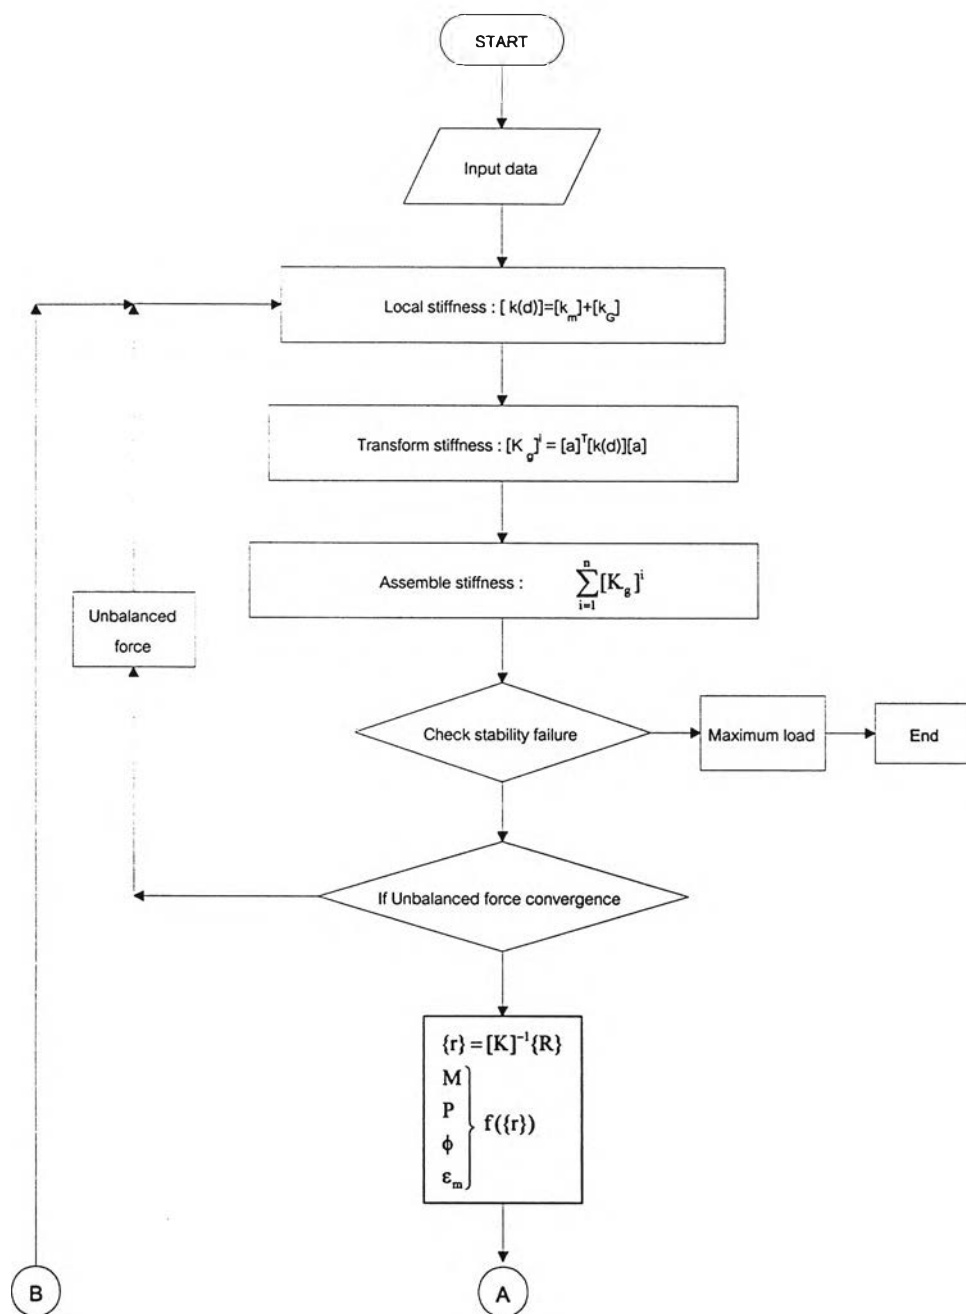 START
Input data
Local stiffness : [ k(d)]=[k_m]+[k_G]
Transform stiffness : [K_g]^i = [a]^T[k(d)][a]
Assemble stiffness : \sum_{i=1}^{n}[K_g]^i
Unbalanced
force
Check stability failure
Maximum load
End
If Unbalanced force convergence
{r} = [K]^{-1}{R}
M
P
f({r})
ϕ
ε_m
B
A